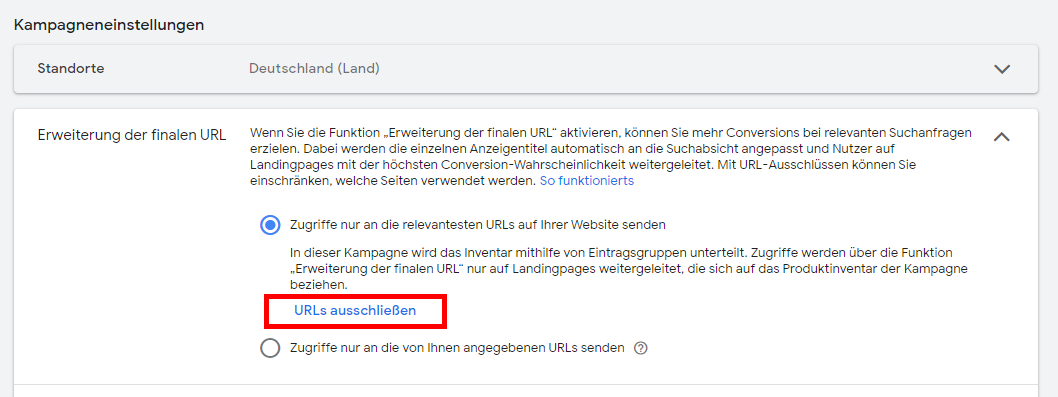 Kampagneneinstellungen
Standorte Deutschland (Land)
Erweiterung der finalen URL
Wenn Sie die Funktion „Erweiterung der finalen URL“ aktivieren, können Sie mehr Conversions bei relevanten Suchanfragen
erzielen. Dabei werden die einzelnen Anzeigentitel automatisch an die Suchabsicht angepasst und Nutzer auf
Landingpages mit der höchsten Conversion-Wahrscheinlichkeit weitergeleitet. Mit URL-Ausschlüssen können Sie
einschränken, welche Seiten verwendet werden. So funktionierts
Zugriffe nur an die relevantesten URLs auf Ihrer Website senden
In dieser Kampagne wird das Inventar mithilfe von Eintragsgruppen unterteilt. Zugriffe werden über die Funktion
„Erweiterung der finalen URL“ nur auf Landingpages weitergeleitet, die sich auf das Produktinventar der Kampagne
beziehen.
URLs ausschließen
Zugriffe nur an die von Ihnen angegebenen URLs senden ?